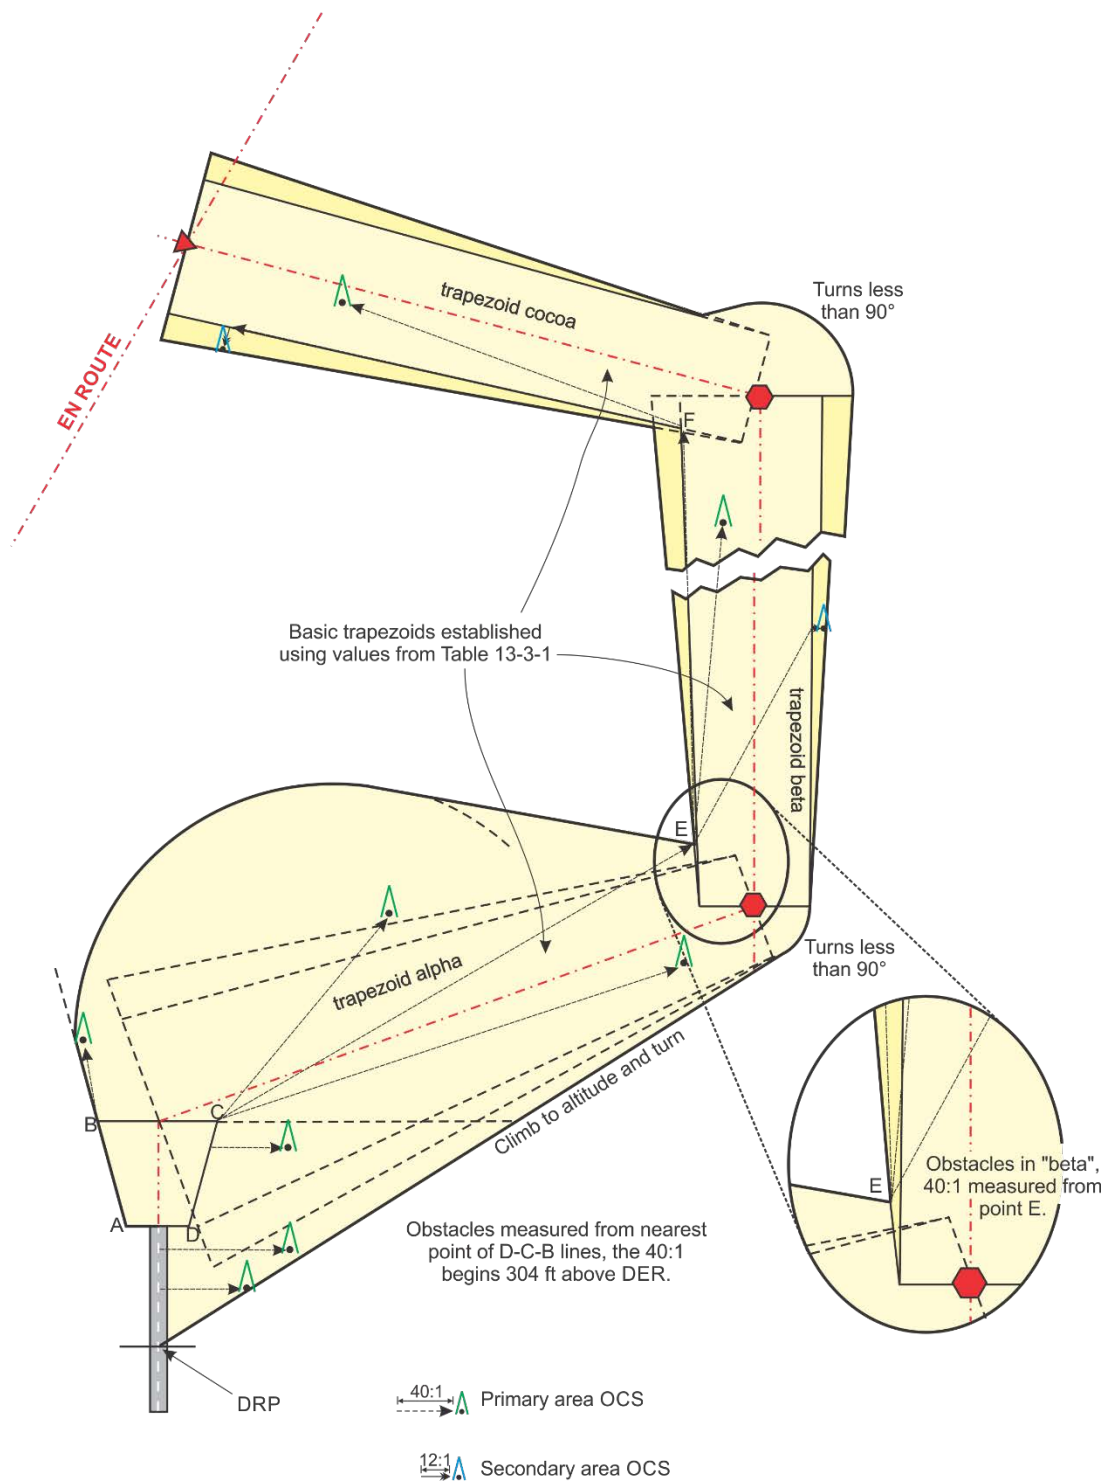 Turns less
than 90°
trapezoid cocoa
EN ROUTE
F
Basic trapezoids established
using values from Table 13-3-1
trapezoid beta
E
trapezoid alpha
Turns less
than 90°
Climb to altitude and turn
B
C
A
D
Obstacles measured from nearest
point of D-C-B lines, the 40:1
begins 304 ft above DER.
E
Obstacles in "beta",
40:1 measured from
point E.
DRP
40:1
Primary area OCS
12:1
Secondary area OCS